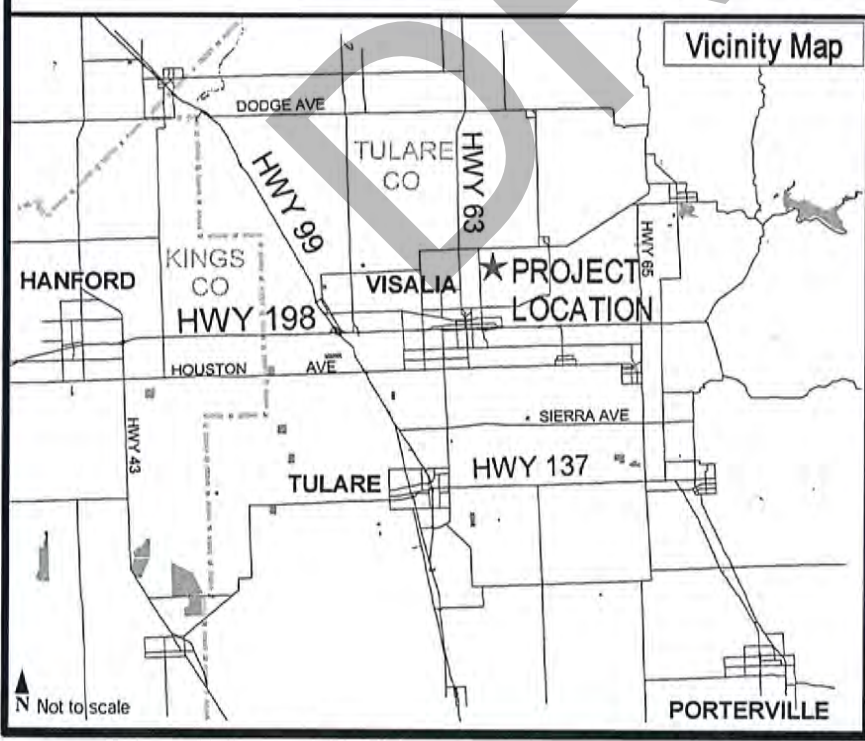 Vicinity Map
DODGE AVE
TULARE
CO
HWY 63
HWY 99
KINGS
CO
HANFORD
VISALIA
PROJECT
LOCATION
HWY 65
HWY 198
HOUSTON AVE
SIERRA AVE
HWY 43
TULARE
HWY 137
N Not to scale
PORTERVILLE